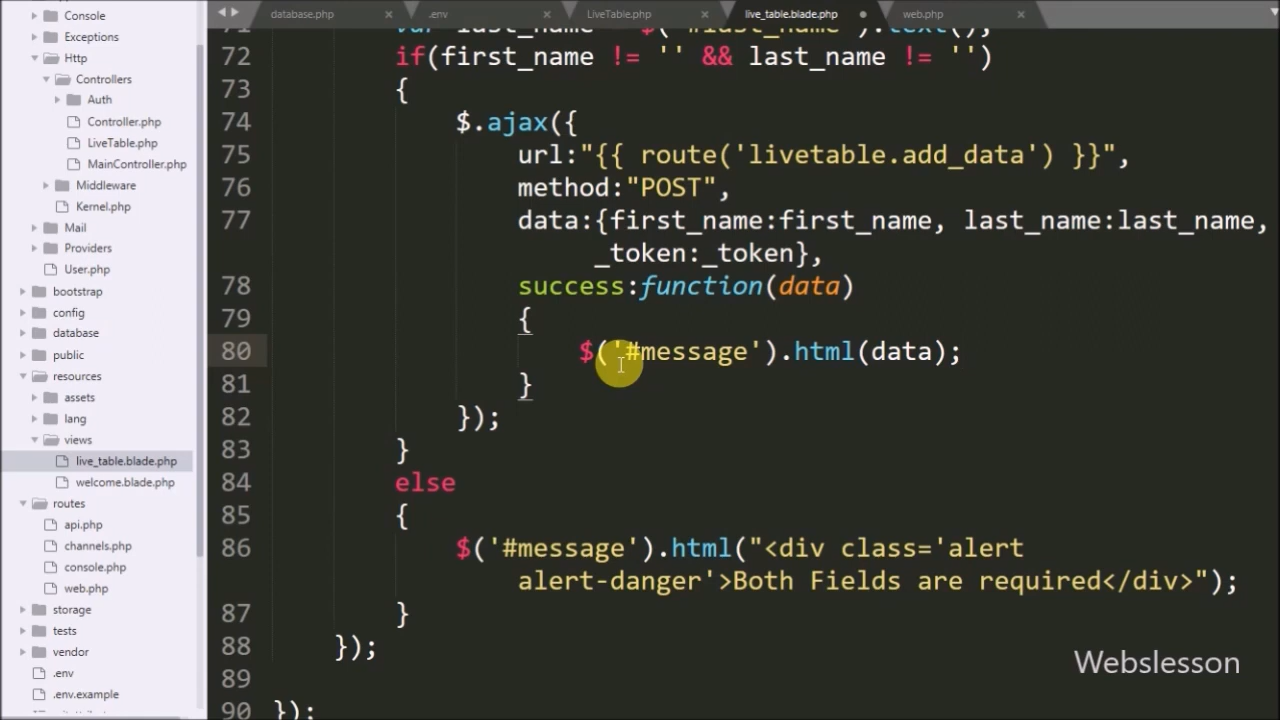 database.php
.env
LiveTable.php
live_table.blade.php
web.php
Console
Exceptions
Http
Controllers
Auth
Controller.php
LiveTable.php
MainController.php
Middleware
Kernel.php
Mail
Providers
User.php
bootstrap
config
database
public
resources
assets
lang
views
live_table.blade.php
welcome.blade.php
routes
api.php
channels.php
console.php
web.php
storage
tests
vendor
.env
.env.example
71 var last_name = $('#last_name').text();
72 if(first_name != '' && last_name != '')
73 {
74 $.ajax({
75 url:"{{ route('livetable.add_data') }}",
76 method:"POST",
77 data:{first_name:first_name, last_name:last_name,
_token:_token},
78 success:function(data)
79 {
80 $('#message').html(data);
81 }
82 });
83 }
84 else
85 {
86 $('#message').html("<div class='alert
alert-danger'>Both Fields are required</div>");
87 }
88 });
89
90 });
Webslesson